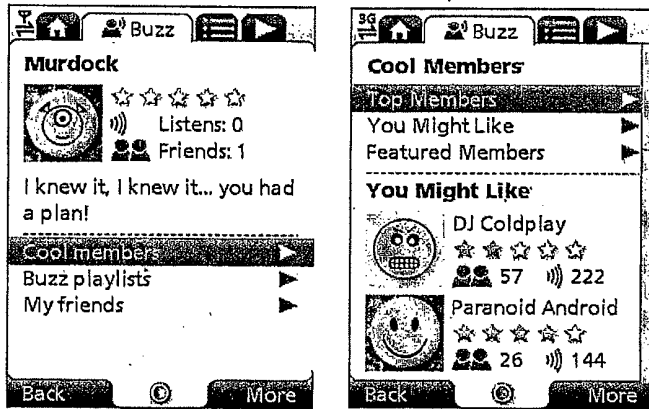 Buzz
Murdock
Listens: 0
Friends: 1
I knew it, I knew it... you had
a plan!
Cool members
Buzz playlists
My friends
Back
More
3G
Buzz
Cool Members
Top Members
You Might Like
Featured Members
You Might Like
DJ Coldplay
57 222
Paranoid Android
26 144
Back
More